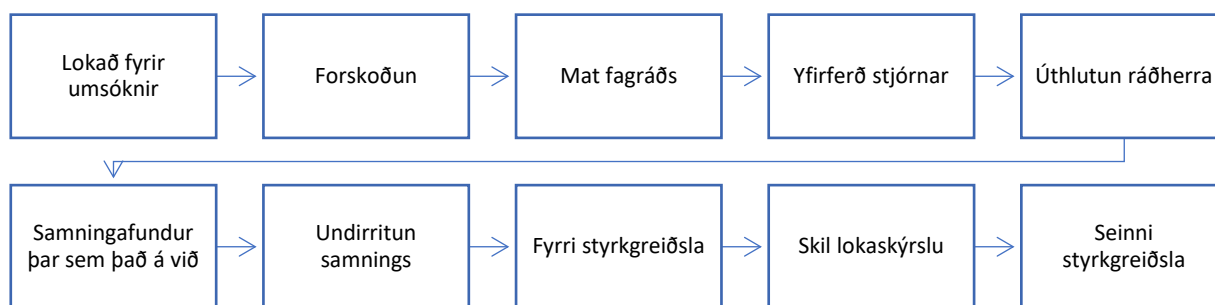 Lokað fyrir
umsóknir
Forskoðun
Mat fagráðs
Yfirferð stjórnar
Úthlutun ráðherra
Samningafundur
þar sem það á við
Undirritun
samnings
Fyrri styrkgreiðsla
Skil lokaskýrslu
Seinni
styrkgreiðsla